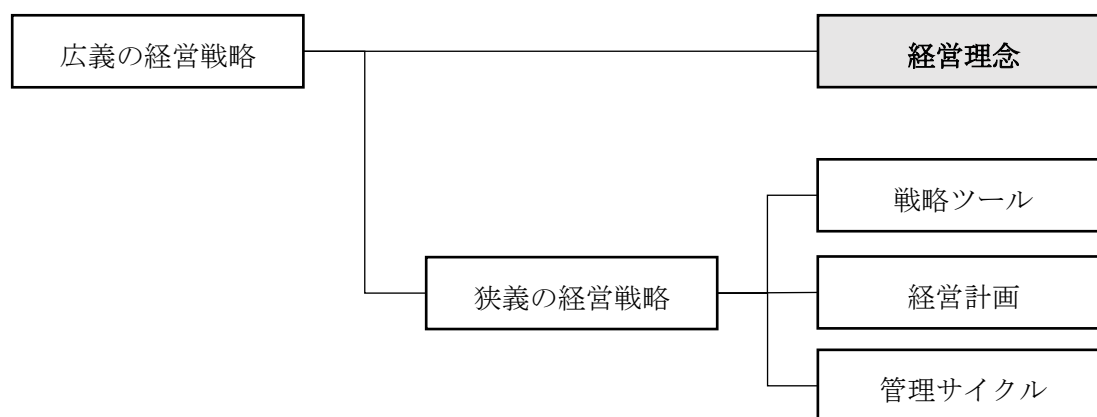 広義の経営戦略
経営理念
戦略ツール
狭義の経営戦略
経営計画
管理サイクル